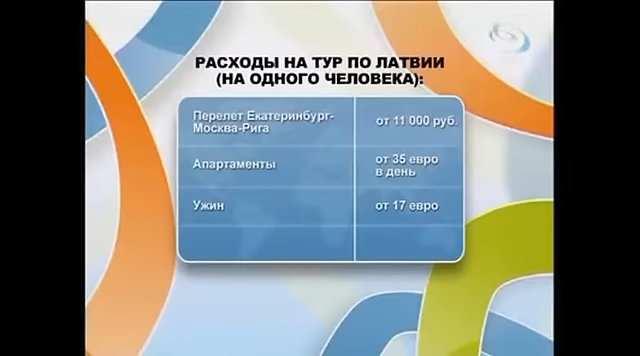 РАСХОДЫ НА ТУР ПО ЛАТВИИ
(НА ОДНОГО ЧЕЛОВЕКА):
Перелет Екатеринбург-
Москва-Рига
от 11 000 руб.
Апартаменты
от 35 евро
в день
Ужин
от 17 евро